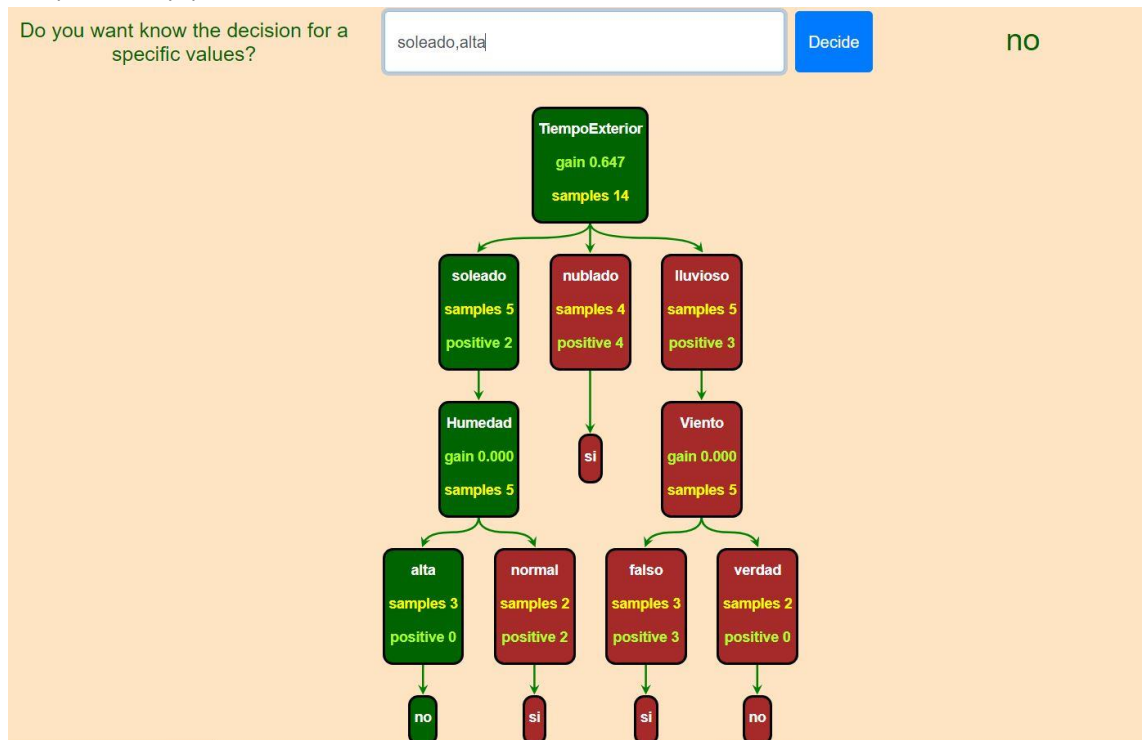 Do you want know the decision for a
specific values?
soleado,alta
Decide
no
TiempoExterior
gain 0.647
samples 14
soleado
samples 5
positive 2
nublado
samples 4
positive 4
lluvioso
samples 5
positive 3
Humedad
gain 0.000
samples 5
si
Viento
gain 0.000
samples 5
alta
samples 3
positive 0
normal
samples 2
positive 2
falso
samples 3
positive 3
verdad
samples 2
positive 0
no
si
si
no